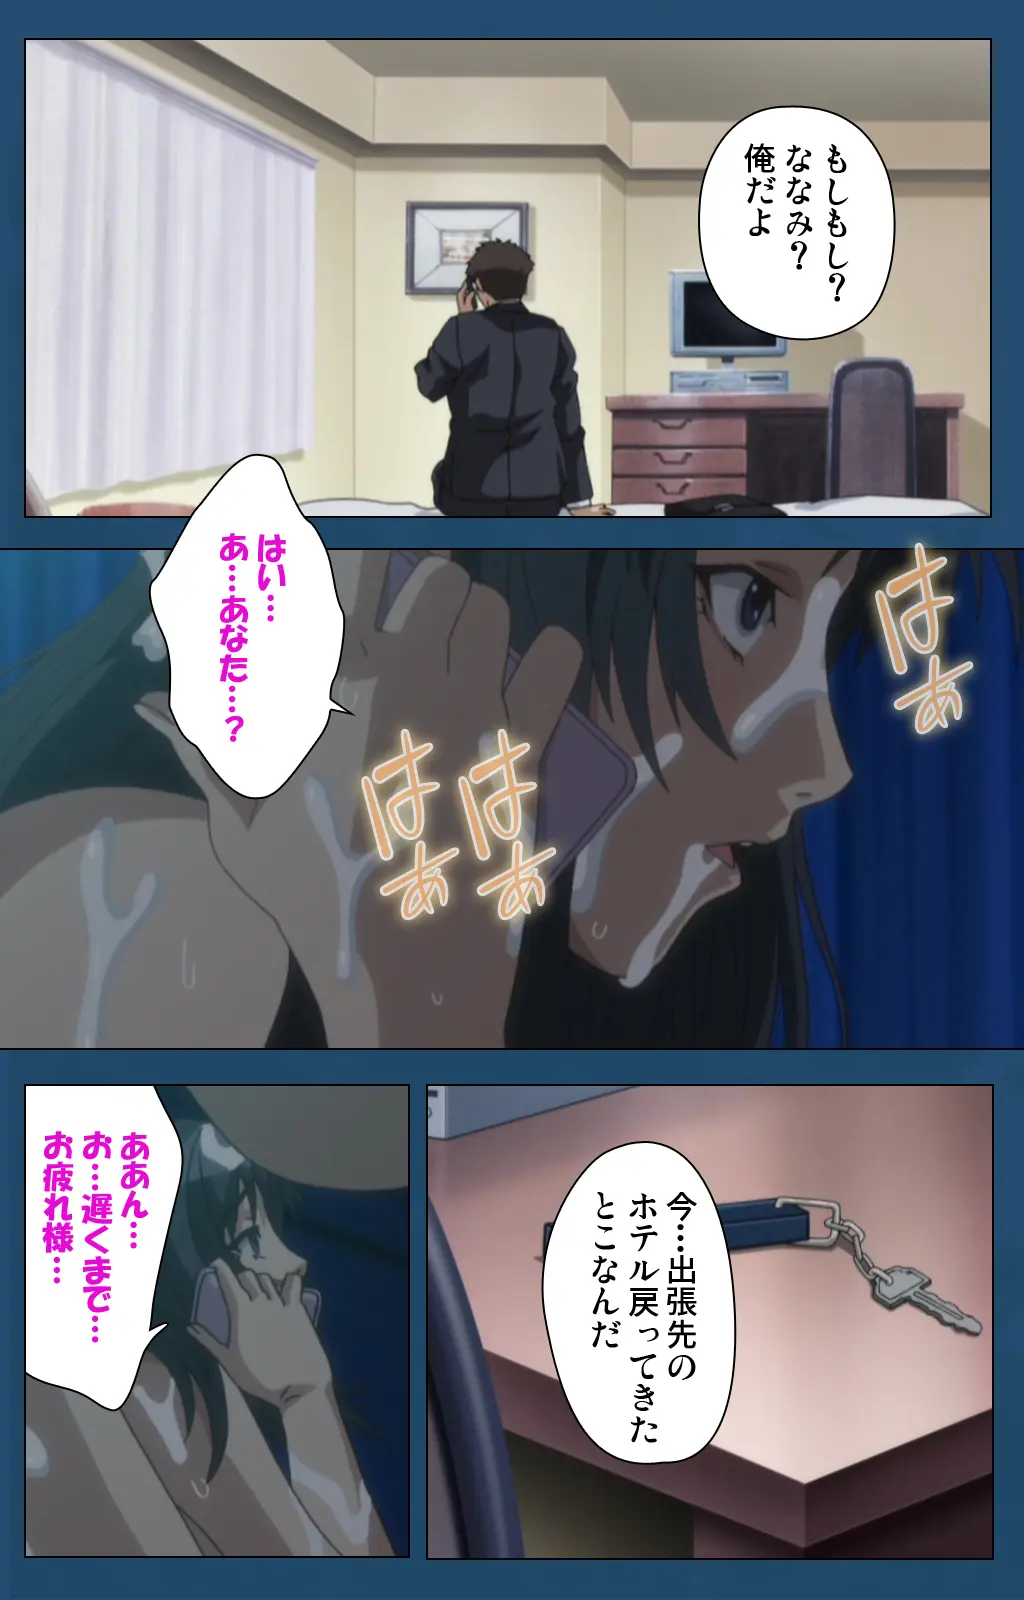 もしもし？
ななみ？
俺だよ
はい…
あ…あなた…？
はぁ
はぁ
はぁ
今…出張先の
ホテル戻ってきた
とこなんだ
ああん…
お…遅くまで…
お疲れ様…